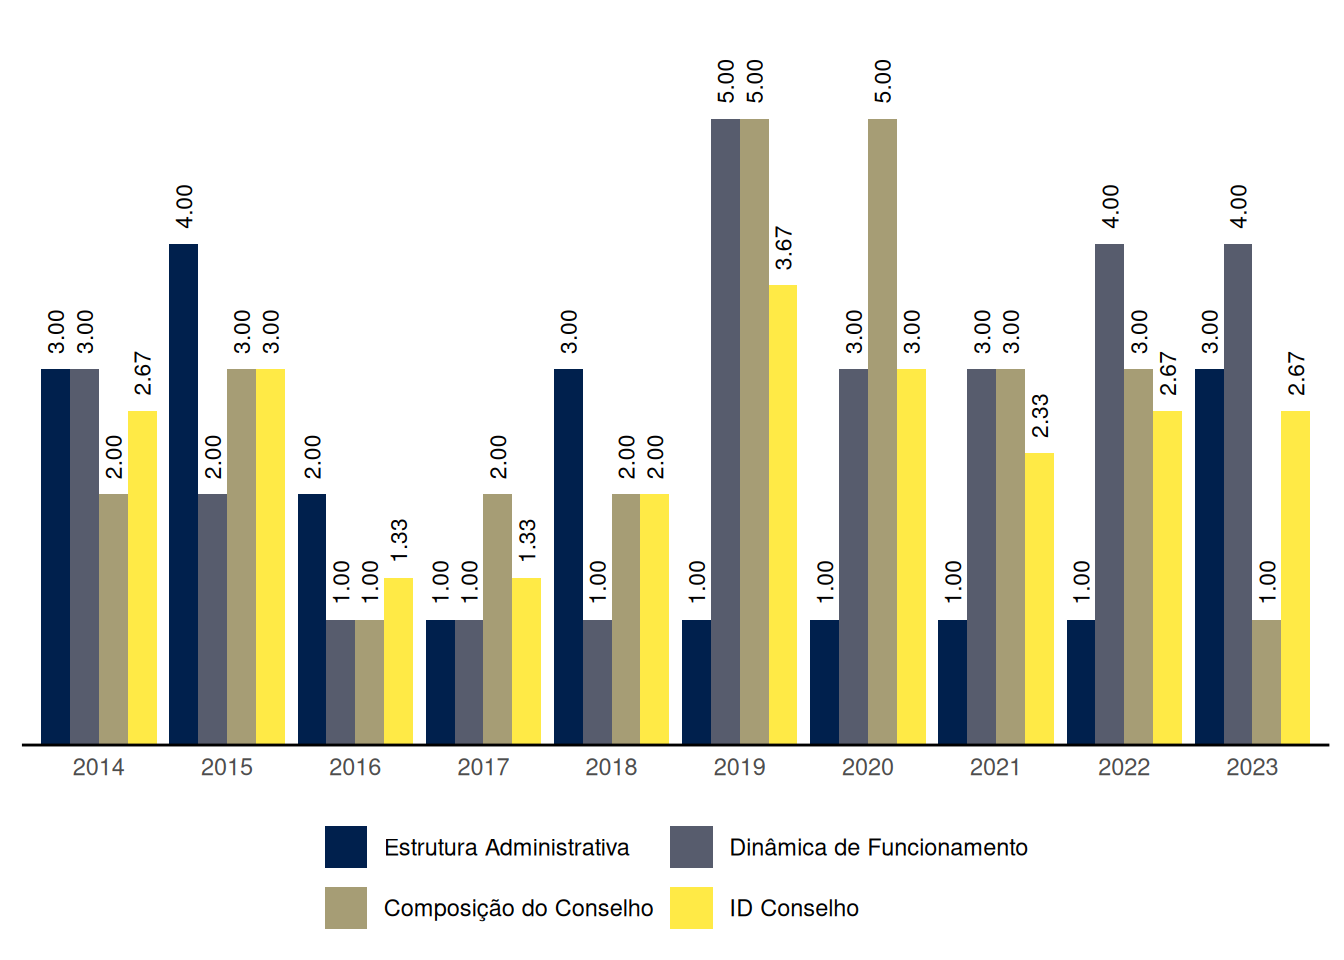 5.00 5.00 5.00
4.00 4.00 4.00
3.67
3.00 3.00 3.00 3.00 3.00 3.00 3.00 3.00 3.00 3.00 3.00
2.67 2.67 2.67
2.33
2.00 2.00 2.00 2.00 2.00 2.00
1.33 1.33
1.00 1.00 1.00 1.00 1.00 1.00 1.00 1.00 1.00 1.00
2014 2015 2016 2017 2018 2019 2020 2021 2022 2023
Estrutura Administrativa Dinâmica de Funcionamento
Composição do Conselho ID Conselho